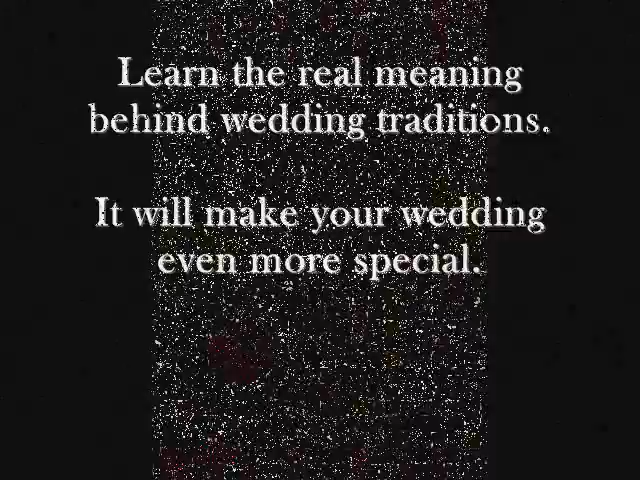 Learn the real meaning
behind wedding traditions.
It will make your wedding
even more special.